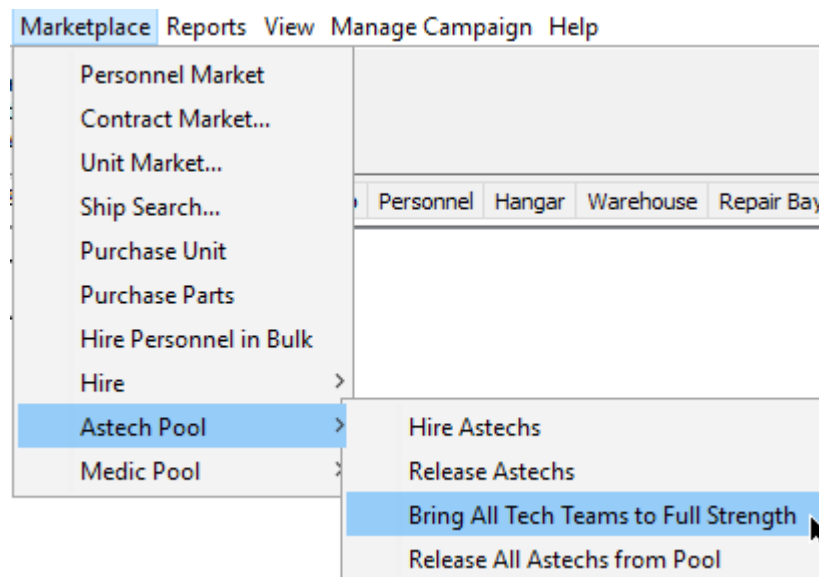 Marketplace Reports View Manage Campaign Help
Personnel Market
Contract Market...
Unit Market...
Ship Search...
Personnel Hangar Warehouse Repair Bay
Purchase Unit
Purchase Parts
Hire Personnel in Bulk
Hire
Astech Pool
Hire Astechs
Medic Pool
Release Astechs
Bring All Tech Teams to Full Strength
Release All Astechs from Pool